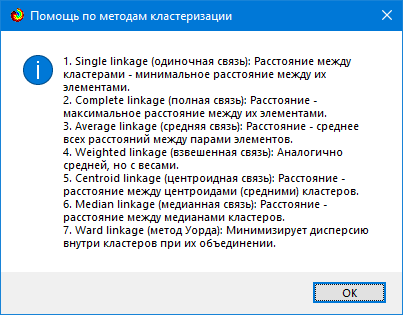 Помощь по методам кластеризации
1. Single linkage (одиночная связь): Расстояние между
кластерами - минимальное расстояние между их
элементами.
2. Complete linkage (полная связь): Расстояние -
максимальное расстояние между их элементами.
3. Average linkage (средняя связь): Расстояние - среднее
всех расстояний между парами элементов.
4. Weighted linkage (взвешенная связь): Аналогично
средней, но с весами.
5. Centroid linkage (центроидная связь): Расстояние -
расстояние между центроидами (средними) кластеров.
6. Median linkage (медианная связь): Расстояние -
расстояние между медианами кластеров.
7. Ward linkage (метод Уорда): Минимизирует дисперсию
внутри кластеров при их объединении.
ОК